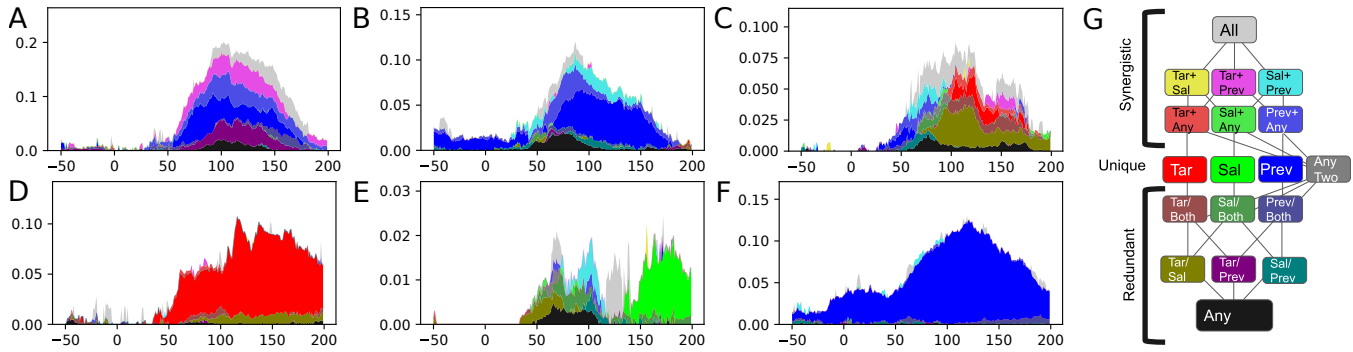 A
0.2
0.1
0.0
-50 0 50 100 150 200
B
0.15
0.10
0.05
0.00
-50 0 50 100 150 200
C
0.100
0.075
0.050
0.025
0.000
-50 0 50 100 150 200
D
0.10
0.05
0.00
-50 0 50 100 150 200
E
0.03
0.01
0.01
0.00
-50 0 50 100 150 200
F
0.15
0.10
0.05
0.00
-50 0 50 100 150 200
G
Synergistic
Unique
Redundant
All
Tar+
Sal
Tar+
Prev
Sal+
Prev
Tar+
Any
Sal+
Any
Prev+
Any
Tar
Sal
Prev
Any
Two
Tar/
Both
Sal/
Both
Prev/
Both
Tar/
Sal
Tar/
Prev
Sal/
Prev
Any